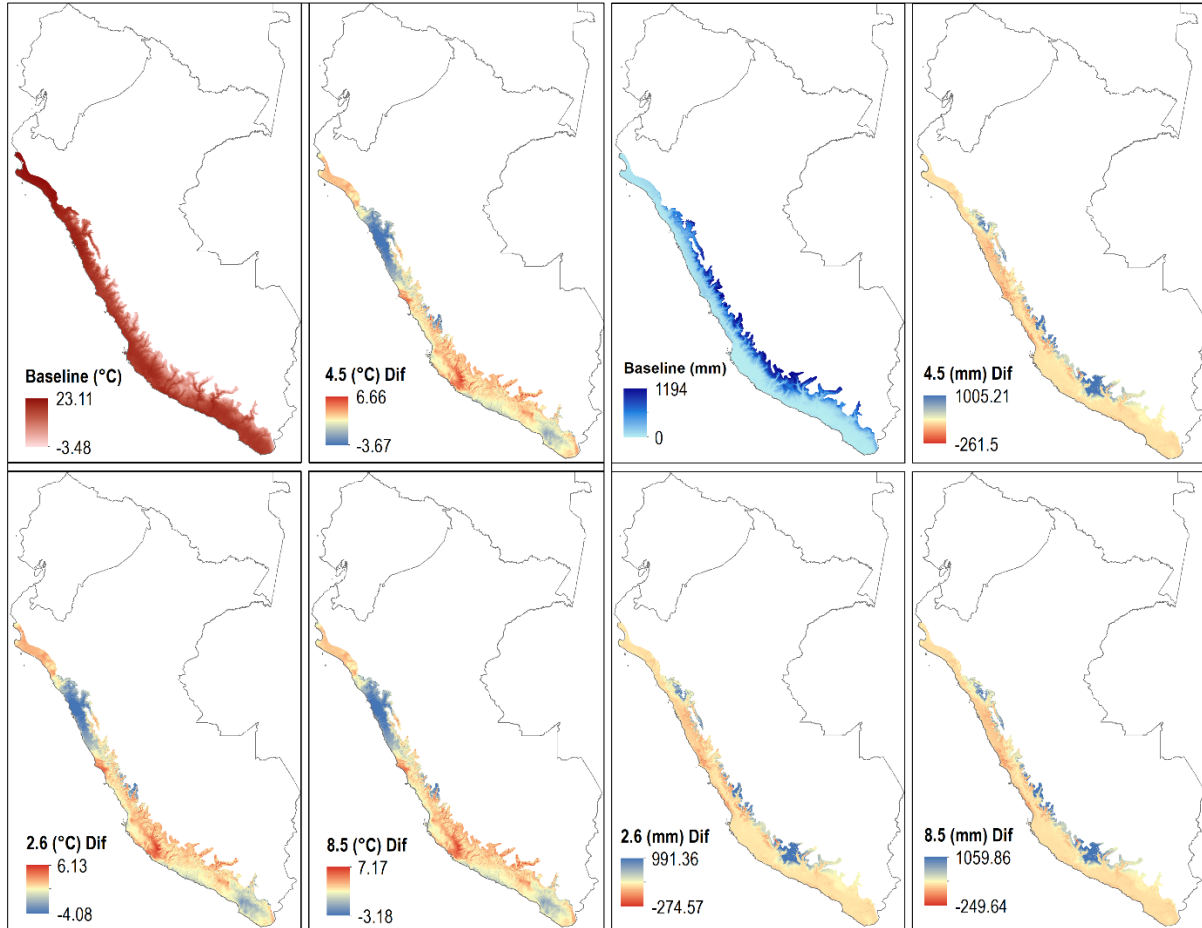 Baseline (°C)
23.11
-3.48
4.5 (°C) Dif
6.66
-3.67
Baseline (mm)
1194
0
4.5 (mm) Dif
1005.21
-261.5
2.6 (°C) Dif
6.13
-4.08
8.5 (°C) Dif
7.17
-3.18
2.6 (mm) Dif
991.36
-274.57
8.5 (mm) Dif
1059.86
-249.64